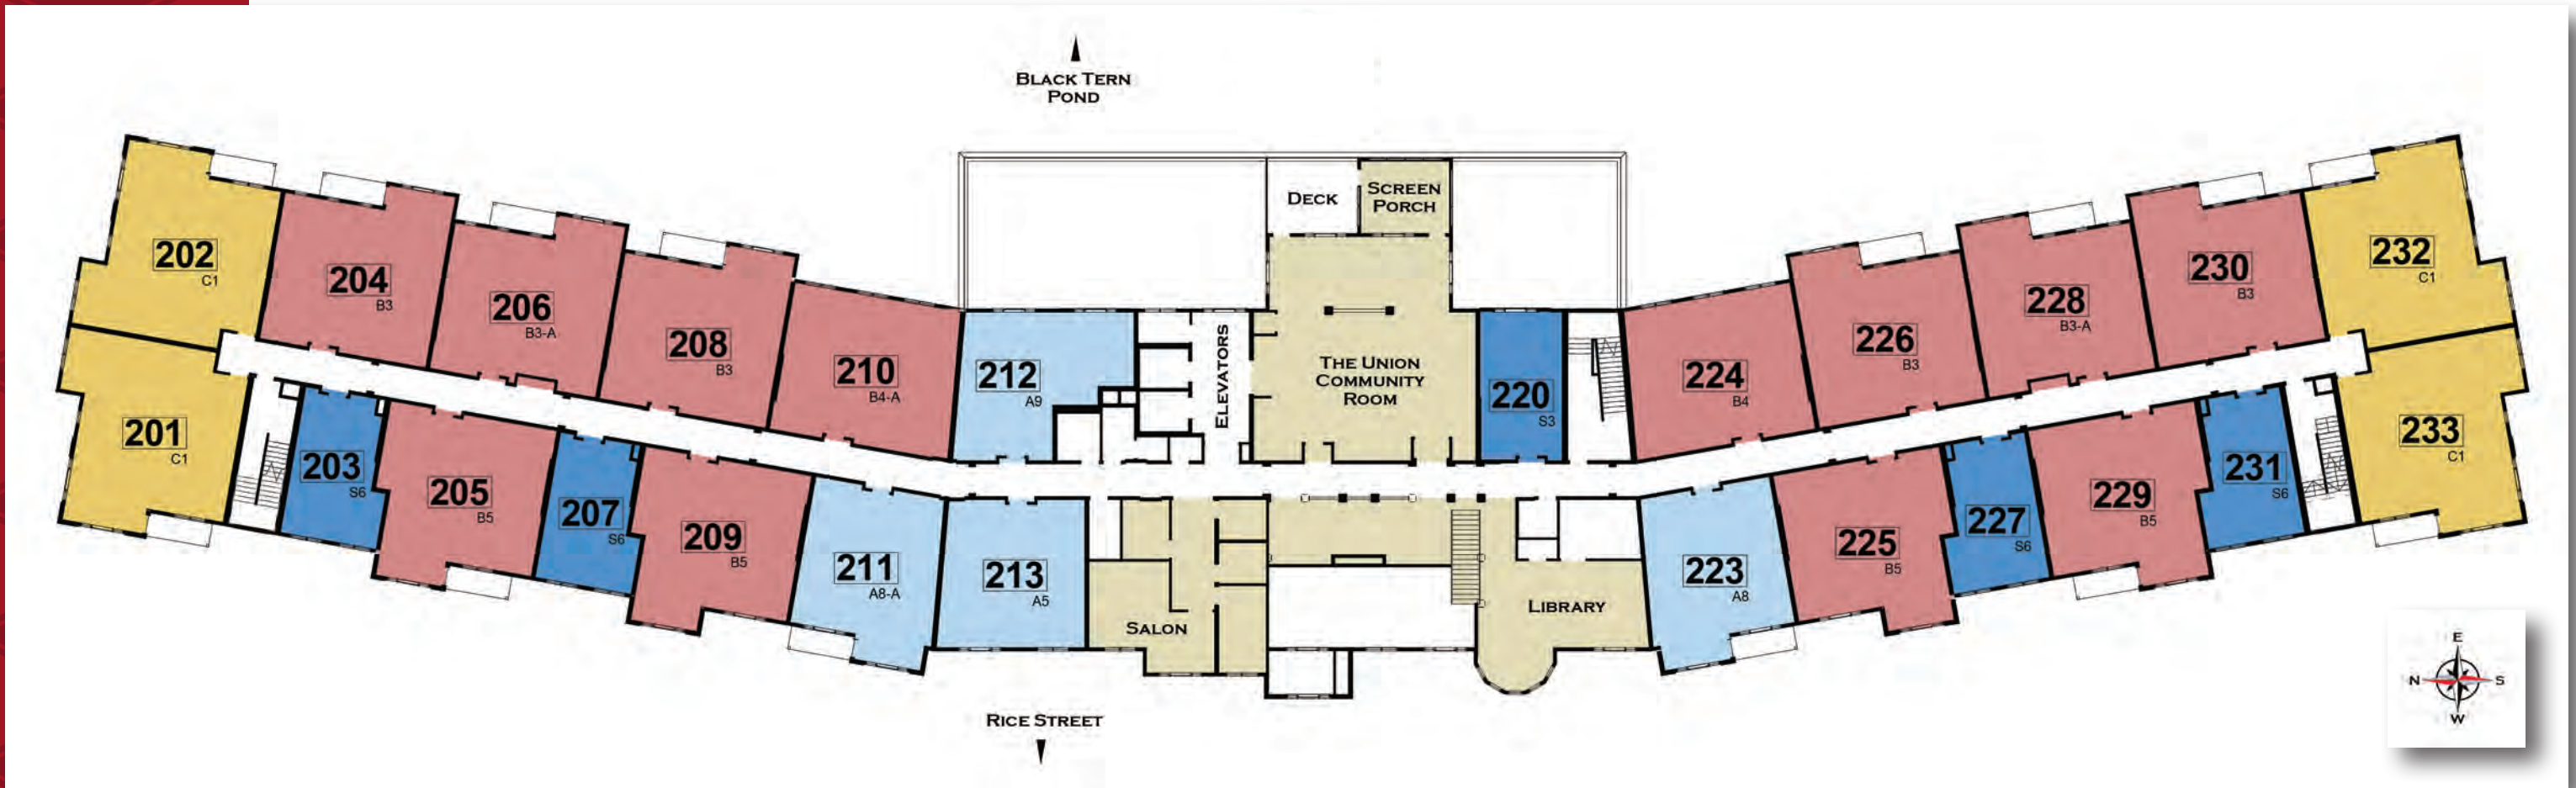 BLACK TERN
POND
DECK
SCREEN
PORCH
202
C1
204
B3
206
B3-A
208
B3
210
B4-A
212
A9
ELEVATORS
THE UNION
COMMUNITY
ROOM
220
S3
224
B4
226
B3
228
B3-A
230
B3
232
C1
201
C1
203
S6
205
B5
207
S6
209
B5
211
A8-A
213
A5
SALON
LIBRARY
223
A8
225
B5
227
S6
229
B5
231
S6
233
C1
RICE STREET
E
N S
W